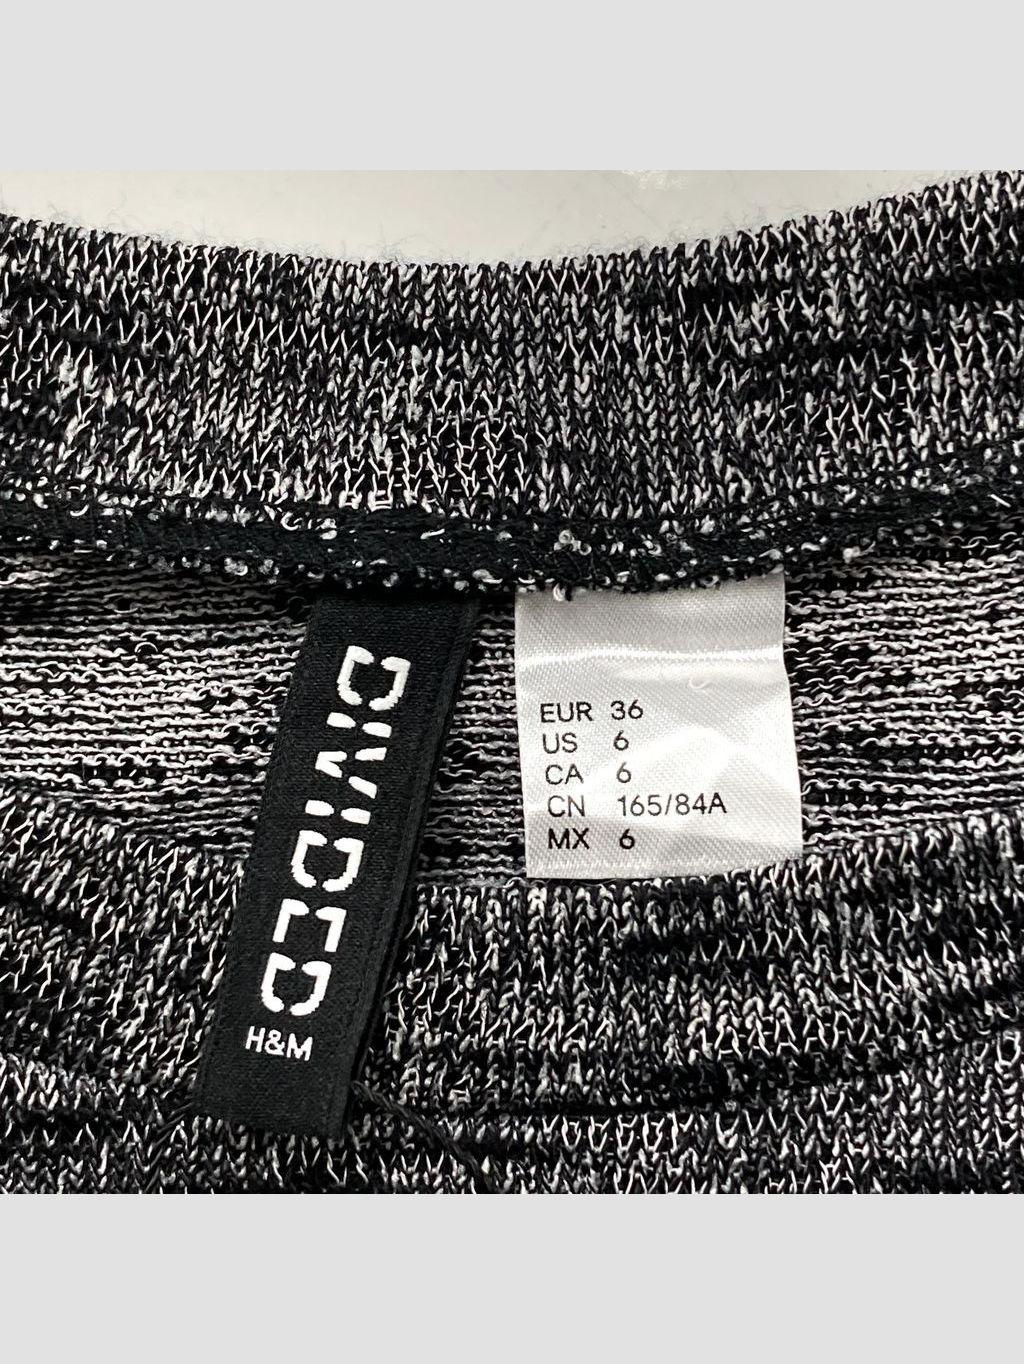 DIVIDED
H&M
EUR 36
US 6
CA 6
CN 165/84A
MX 6